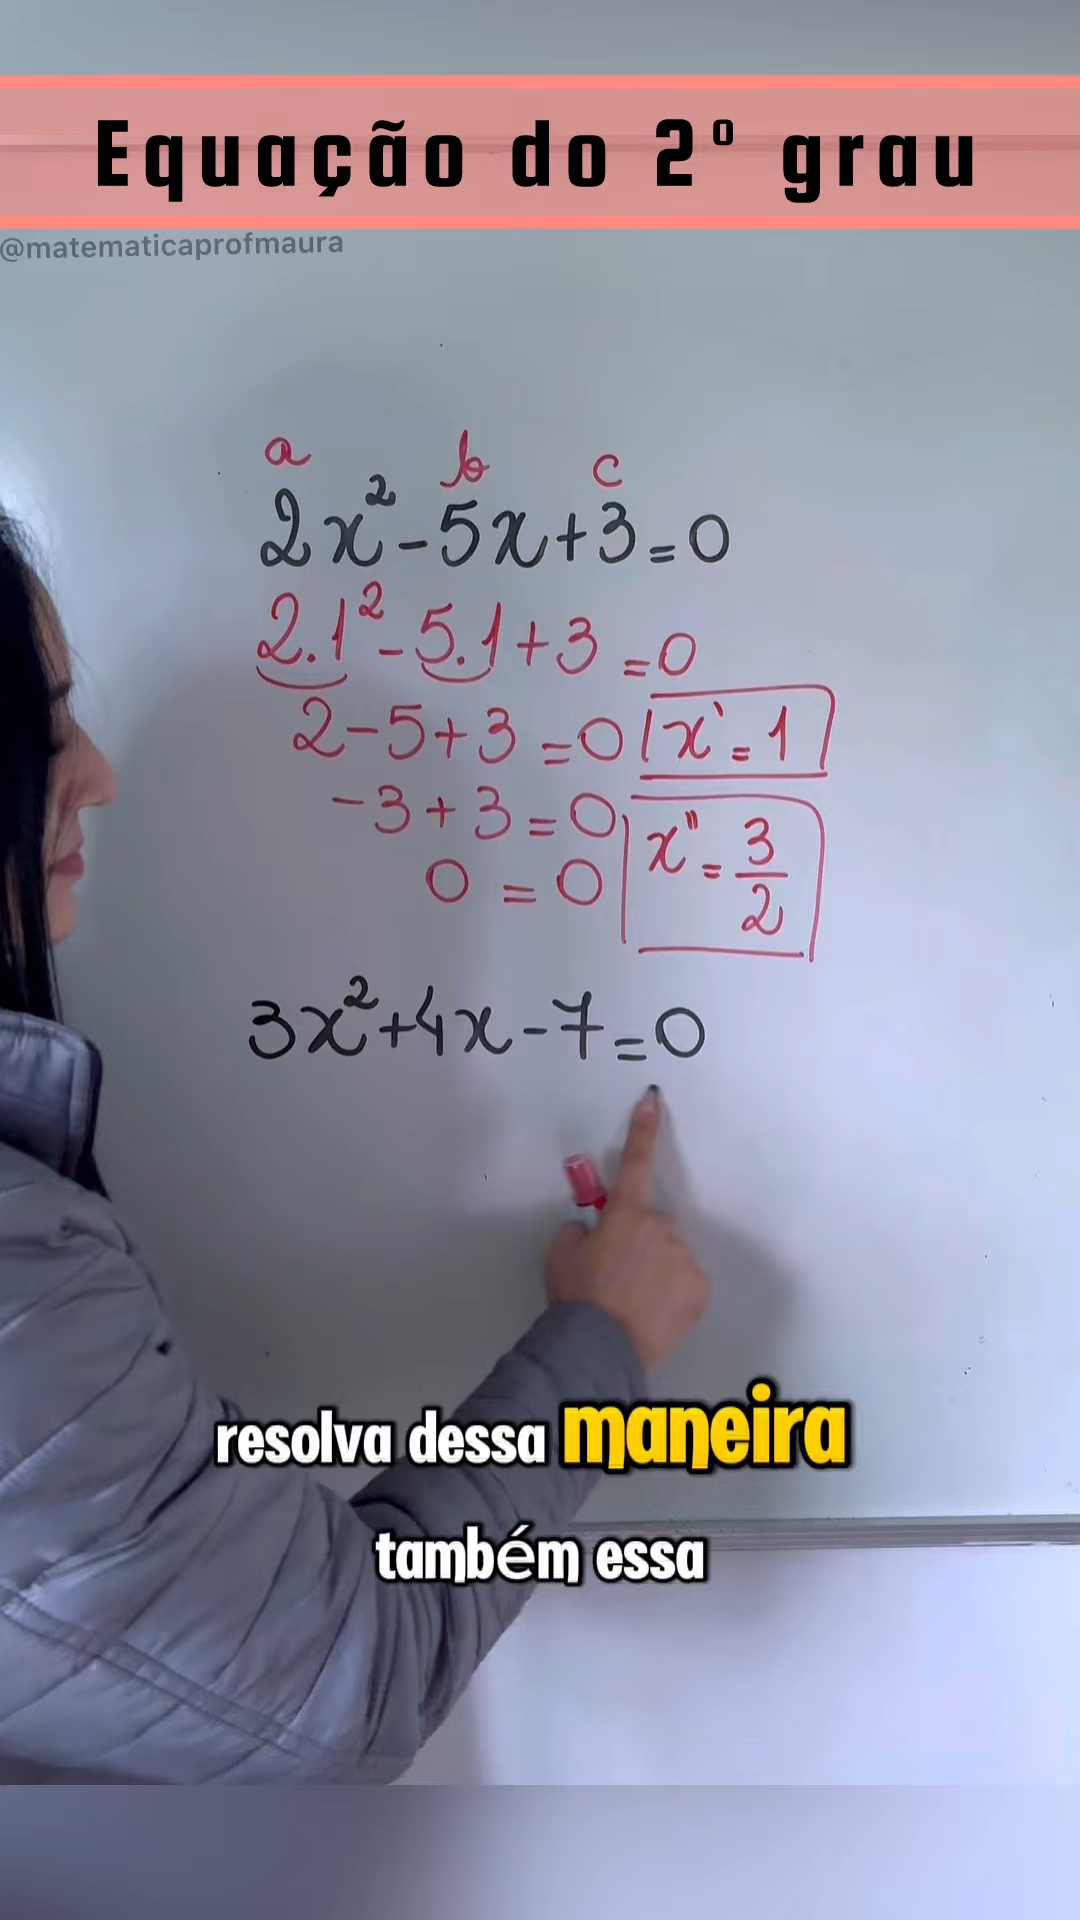 Equação do 2º grau
@matematicaprofmaura
a b c
2x² - 5x + 3 = 0
2.1² - 5.1 + 3 = 0
2 - 5 + 3 = 0 x' = 1
-3 + 3 = 0
0 = 0 x'' = 3/2
3x² + 4x - 7 = 0
resolva dessa maneira
também essa